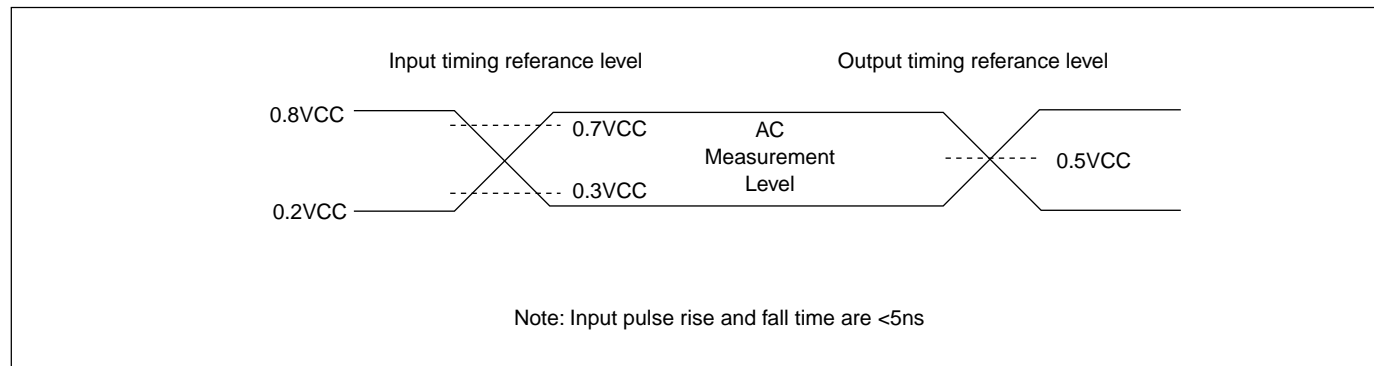 Input timing referance level
Output timing referance level
0.8VCC
0.7VCC
AC
Measurement
Level
0.5VCC
0.3VCC
0.2VCC
Note: Input pulse rise and fall time are <5ns